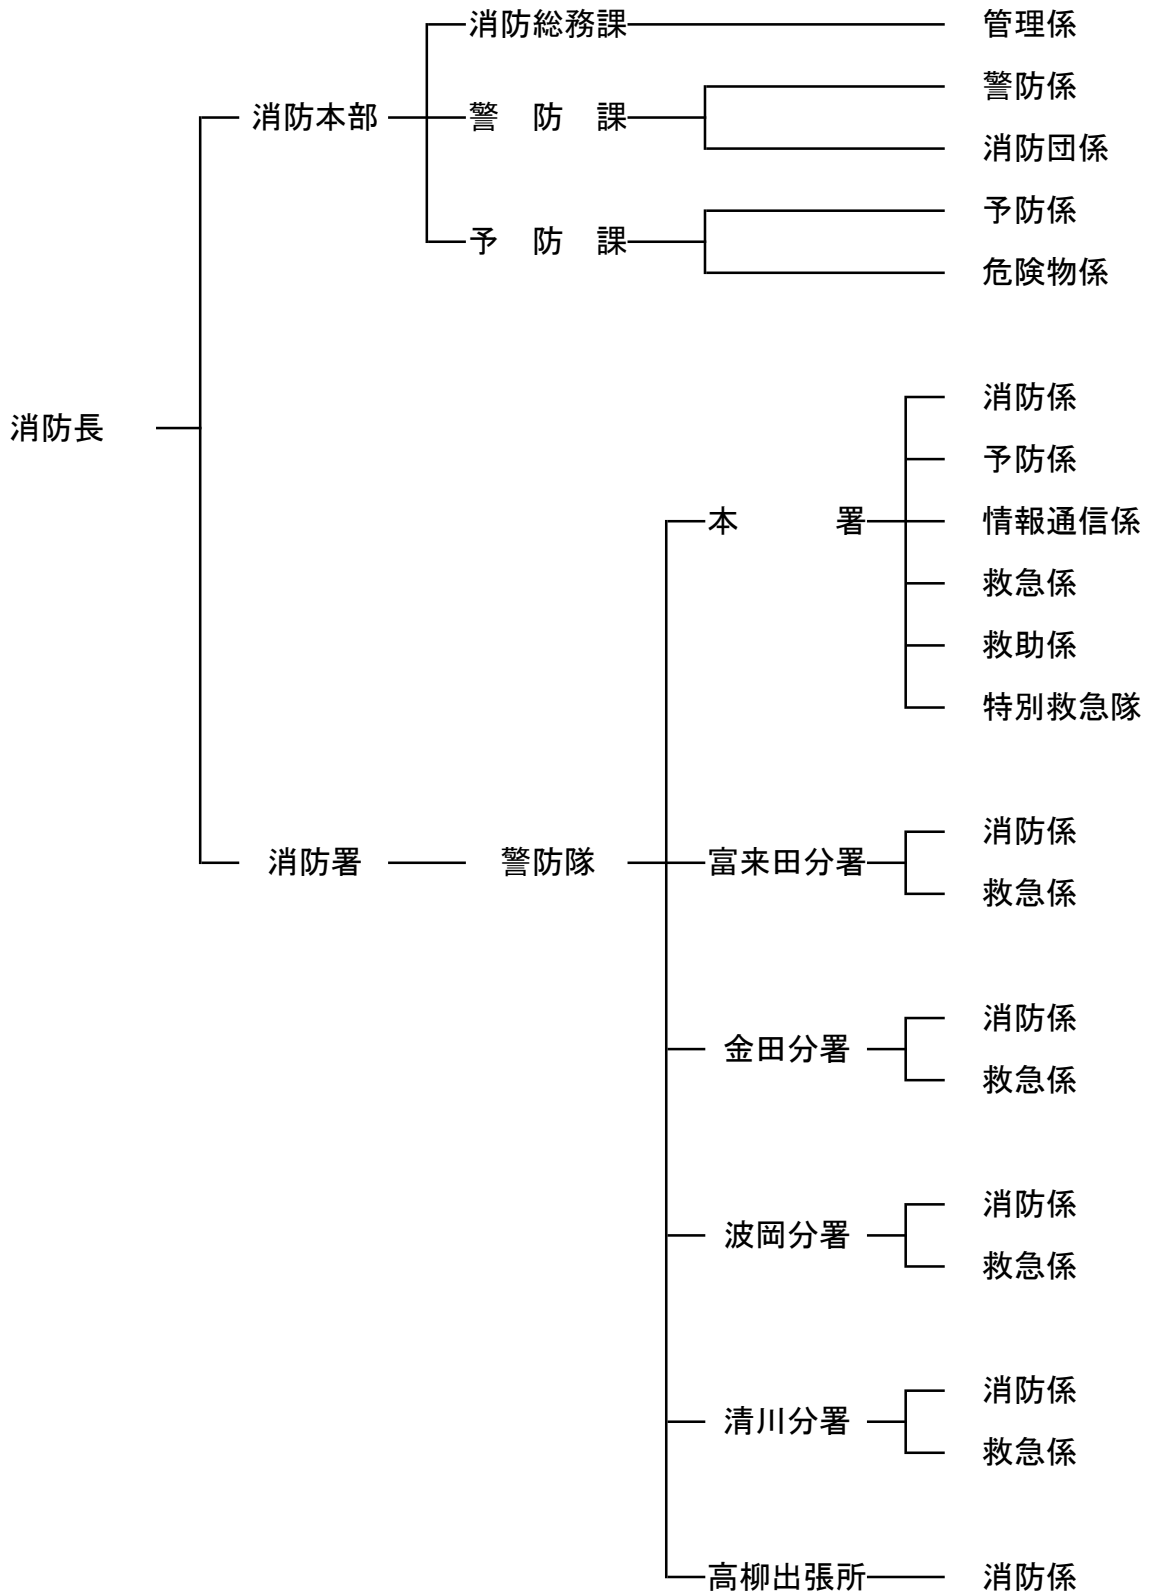 消防総務課 管理係
警防係
消防本部 警防課
消防団係
予防係
予防課
危険物係
消防係
消防長
予防係
本署 情報通信係
救急係
救助係
特別救急隊
消防係
消防署 警防隊 富来田分署
救急係
消防係
金田分署
救急係
消防係
波岡分署
救急係
消防係
清川分署
救急係
高柳出張所 消防係